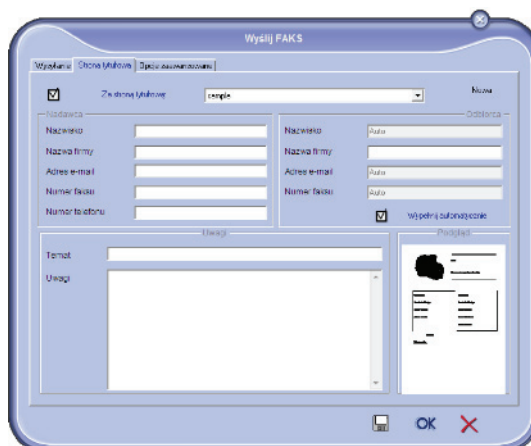 Wyślij FAKS
Wysyłanie Strona tytułowa Opcje zaawansowane
Ze stroną tytułową sample Nowa
Nadawca
Nazwisko
Nazwa firmy
Adres e-mail
Numer faksu
Numer telefonu
Odbiorca
Nazwisko Auto
Nazwa firmy
Adres e-mail Auto
Numer faksu Auto
Wypełnij automatycznie
Uwagi
Temat
Uwagi
Podgląd
OK